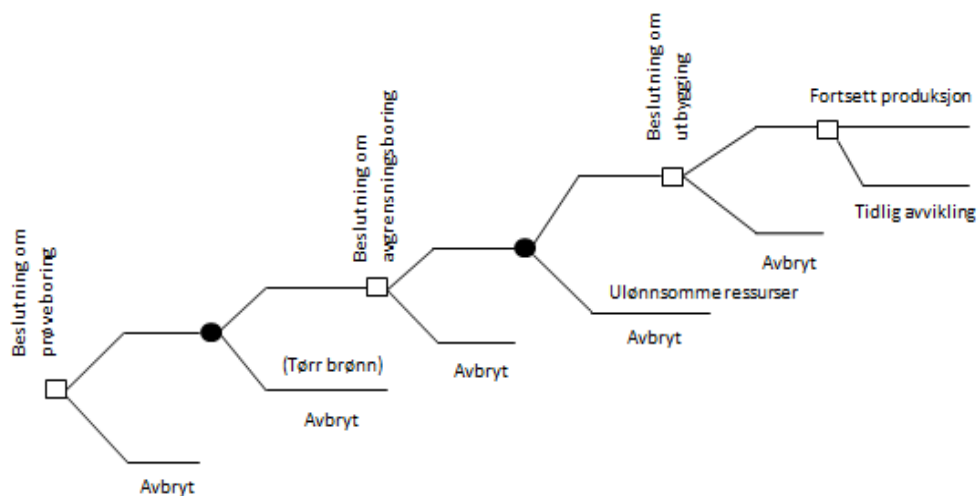 Beslutning om
prøveboring
Avbryt
(Tørr brønn)
Avbryt
Beslutning om
avgrensningsboring
Avbryt
Ulønnsomme ressurser
Avbryt
Beslutning om
utbygging
Avbryt
Fortsett produksjon
Tidlig avvikling